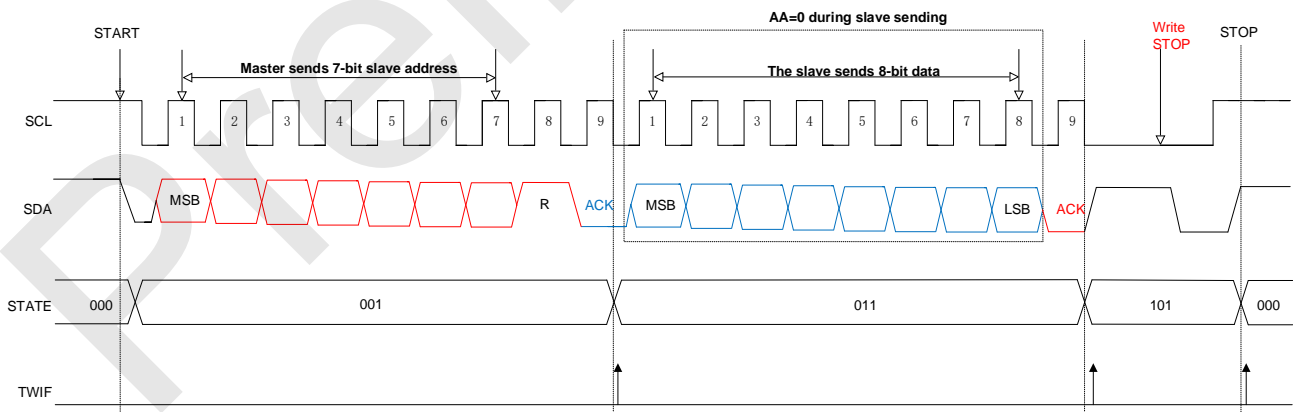 AA=0 during slave sending
START
Write
STOP
STOP
Master sends 7-bit slave address
The slave sends 8-bit data
SCL
1 2 3 4 5 6 7 8 9 1 2 3 4 5 6 7 8 9
SDA
MSB R ACK MSB LSB ACK
STATE
000 001 011 101 000
TWIF
Prem